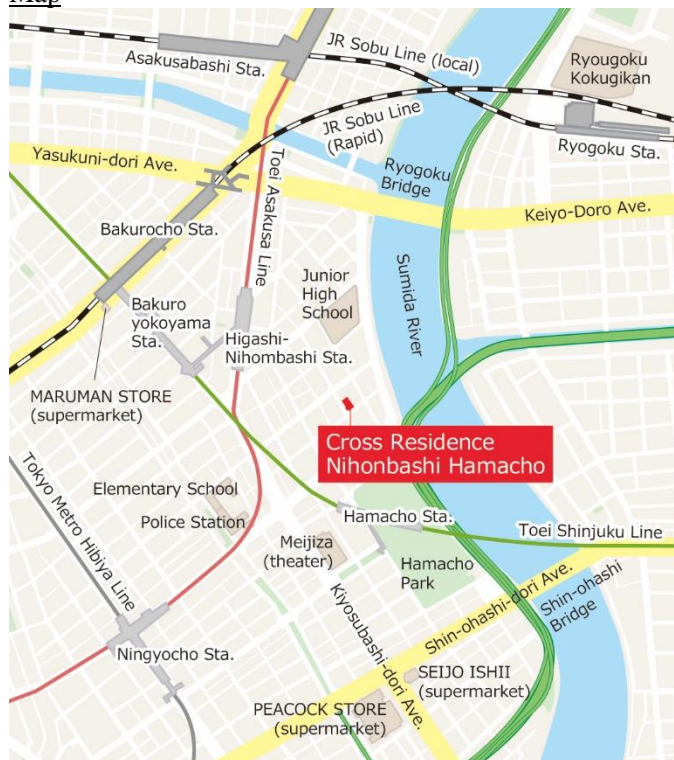 Map
Asakusabashi Sta.
JR Sobu Line (local)
Ryougoku
Kokugikan
JR Sobu Line
(Rapid)
Ryogoku Sta.
Yasukuni-dori Ave.
Toei Asakusa Line
Ryogoku
Bridge
Keiyo-Doro Ave.
Bakurocho Sta.
Sumida River
Junior
High
School
Bakuro
yokoyama
Sta.
Higashi-
Nihombashi Sta.
MARUMAN STORE
(supermarket)
Cross Residence
Nihonbashi Hamacho
Tokyo Metro Hibiya Line
Elementary School
Police Station
Hamacho Sta.
Toei Shinjuku Line
Meijiza
(theater)
Hamacho
Park
Shin-ohashi-dori Ave.
Shin-ohashi
Bridge
Kiyosubashi-dori Ave.
Ningyocho Sta.
SEIJO ISHII
(supermarket)
PEACOCK STORE
(supermarket)